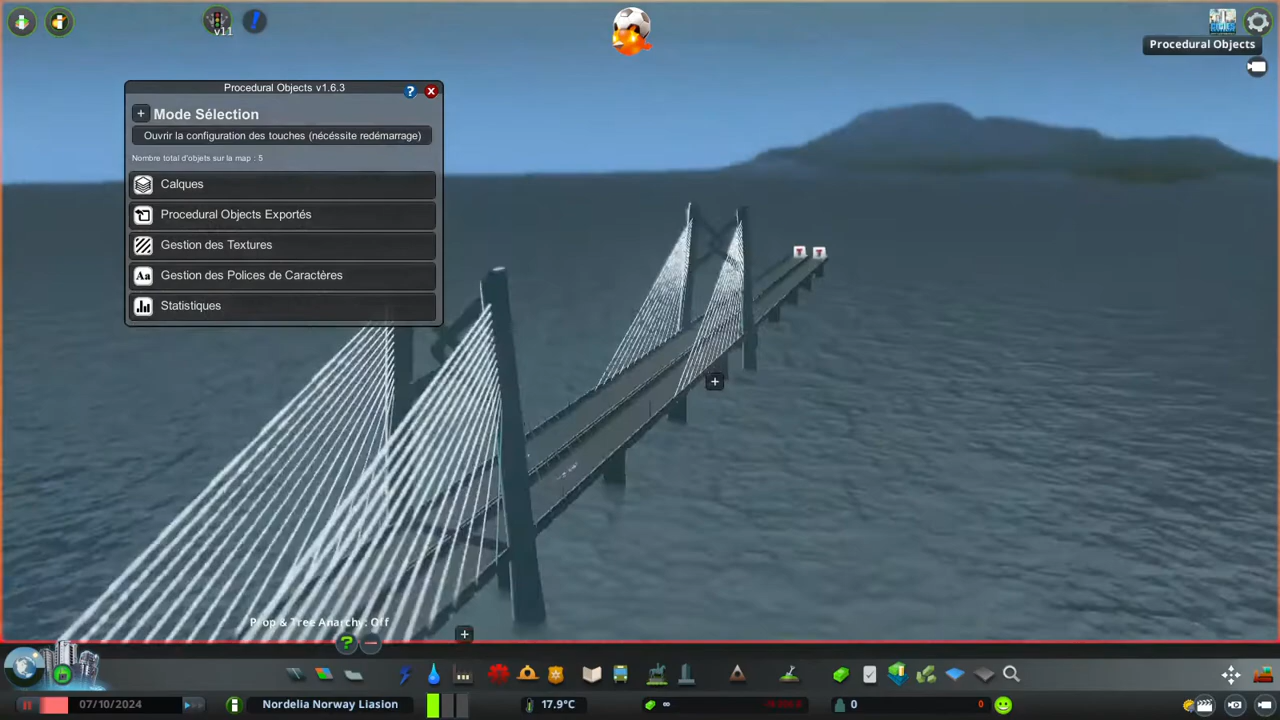 v11
Procedural Objects
Procedural Objects v1.6.3
?
+ Mode Sélection
Ouvrir la configuration des touches (nécéssite redémarrage)
Nombre total d'objets sur la map : 5
Calques
Procedural Objects Exportés
Aa
Gestion des Textures
Gestion des Polices de Caractères
Statistiques
Prop & Tree Anarchy: Off
07/10/2024
Nordelia Norway Liasion
17.9°C
∞
0
0